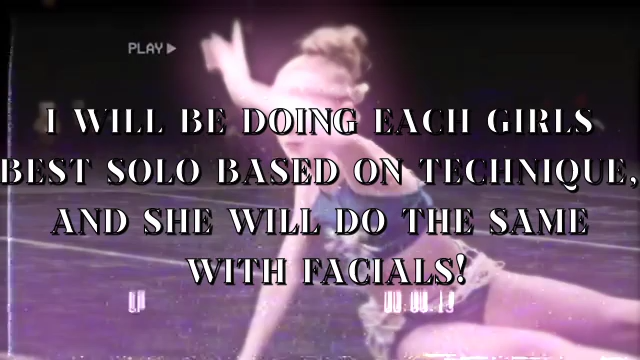 PLAY
I WILL BE DOING EACH GIRLS
BEST SOLO BASED ON TECHNIQUE,
AND SHE WILL DO THE SAME
WITH FACIALS!